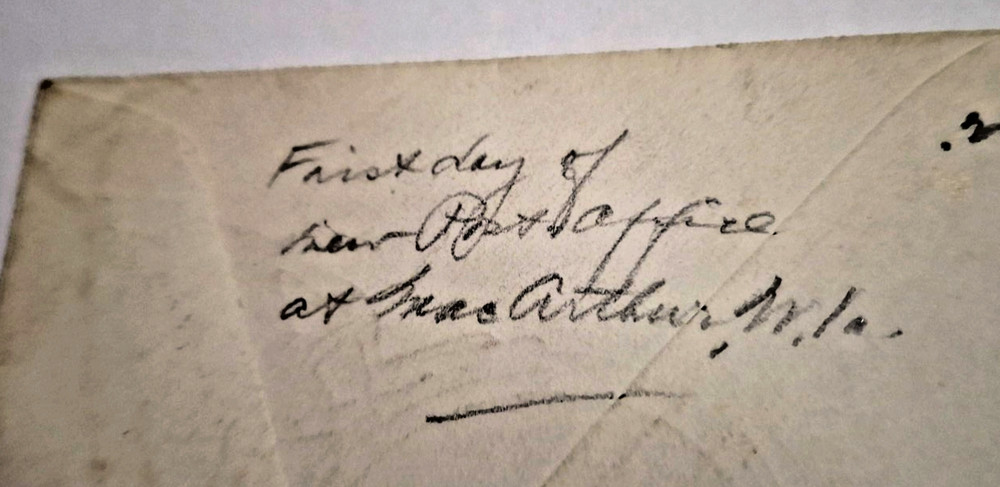 First day of
new Post Office
at MacArthur, W. Va.